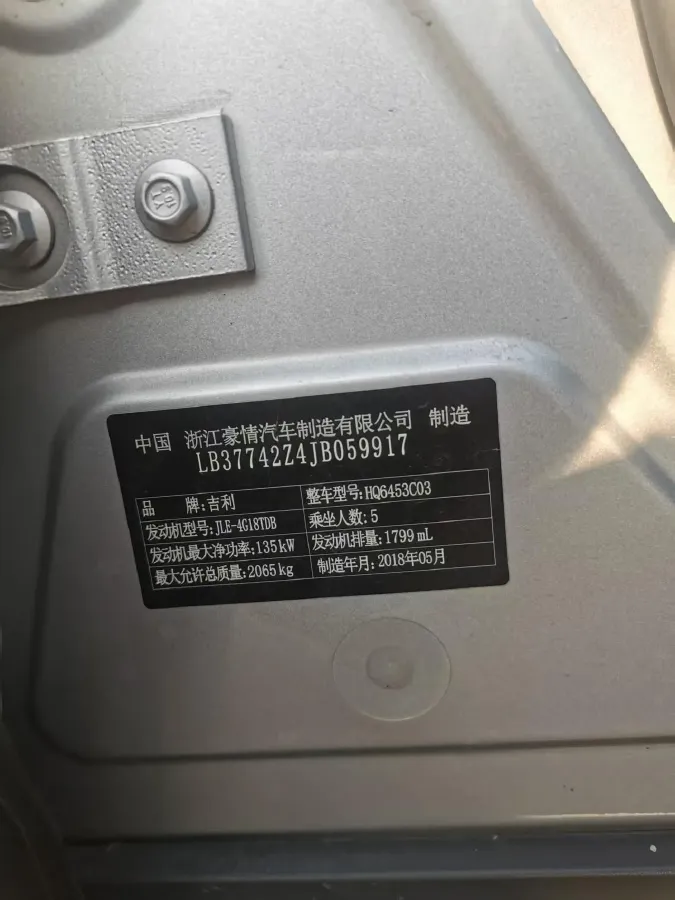 中国 浙江豪情汽车制造有限公司 制造
LB37742Z4JB059917
品 牌:吉利 整车型号:HQ6453C03
发动机型号:JLE-4G18TDB 乘坐人数:5
发动机最大净功率:135kW 发动机排量:1799mL
最大允许总质量:2065kg 制造年月:2018年05月